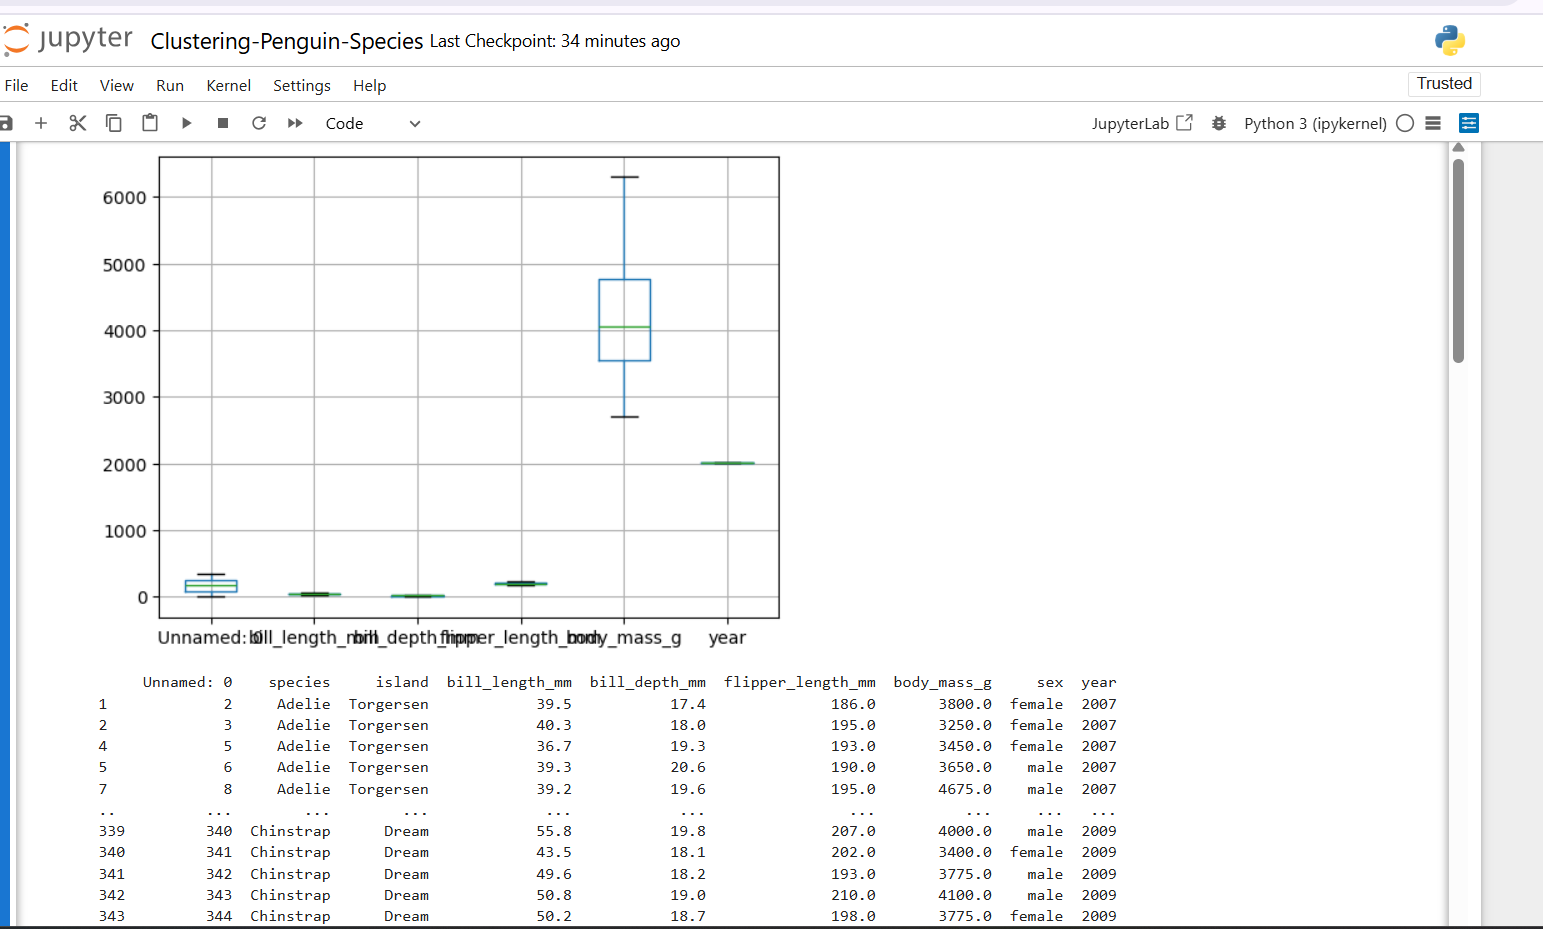 jupyter Clustering-Penguin-Species Last Checkpoint: 34 minutes ago
File Edit View Run Kernel Settings Help Trusted
Code JupyterLab Python 3 (ipykernel)
6000
5000
4000
3000
2000
1000
0
Unnamed: 0 bill_length_mm bill_depth_mm flipper_length_mm body_mass_g year
Unnamed: 0 species island bill_length_mm bill_depth_mm flipper_length_mm body_mass_g sex year
1 2 Adelie Torgersen 39.5 17.4 186.0 3800.0 female 2007
2 3 Adelie Torgersen 40.3 18.0 195.0 3250.0 female 2007
4 5 Adelie Torgersen 36.7 19.3 193.0 3450.0 female 2007
5 6 Adelie Torgersen 39.3 20.6 190.0 3650.0 male 2007
7 8 Adelie Torgersen 39.2 19.6 195.0 4675.0 male 2007
.. ... ... ... ... ... ... ... ... ...
339 340 Chinstrap Dream 55.8 19.8 207.0 4000.0 male 2009
340 341 Chinstrap Dream 43.5 18.1 202.0 3400.0 female 2009
341 342 Chinstrap Dream 49.6 18.2 193.0 3775.0 male 2009
342 343 Chinstrap Dream 50.8 19.0 210.0 4100.0 male 2009
343 344 Chinstrap Dream 50.2 18.7 198.0 3775.0 female 2009